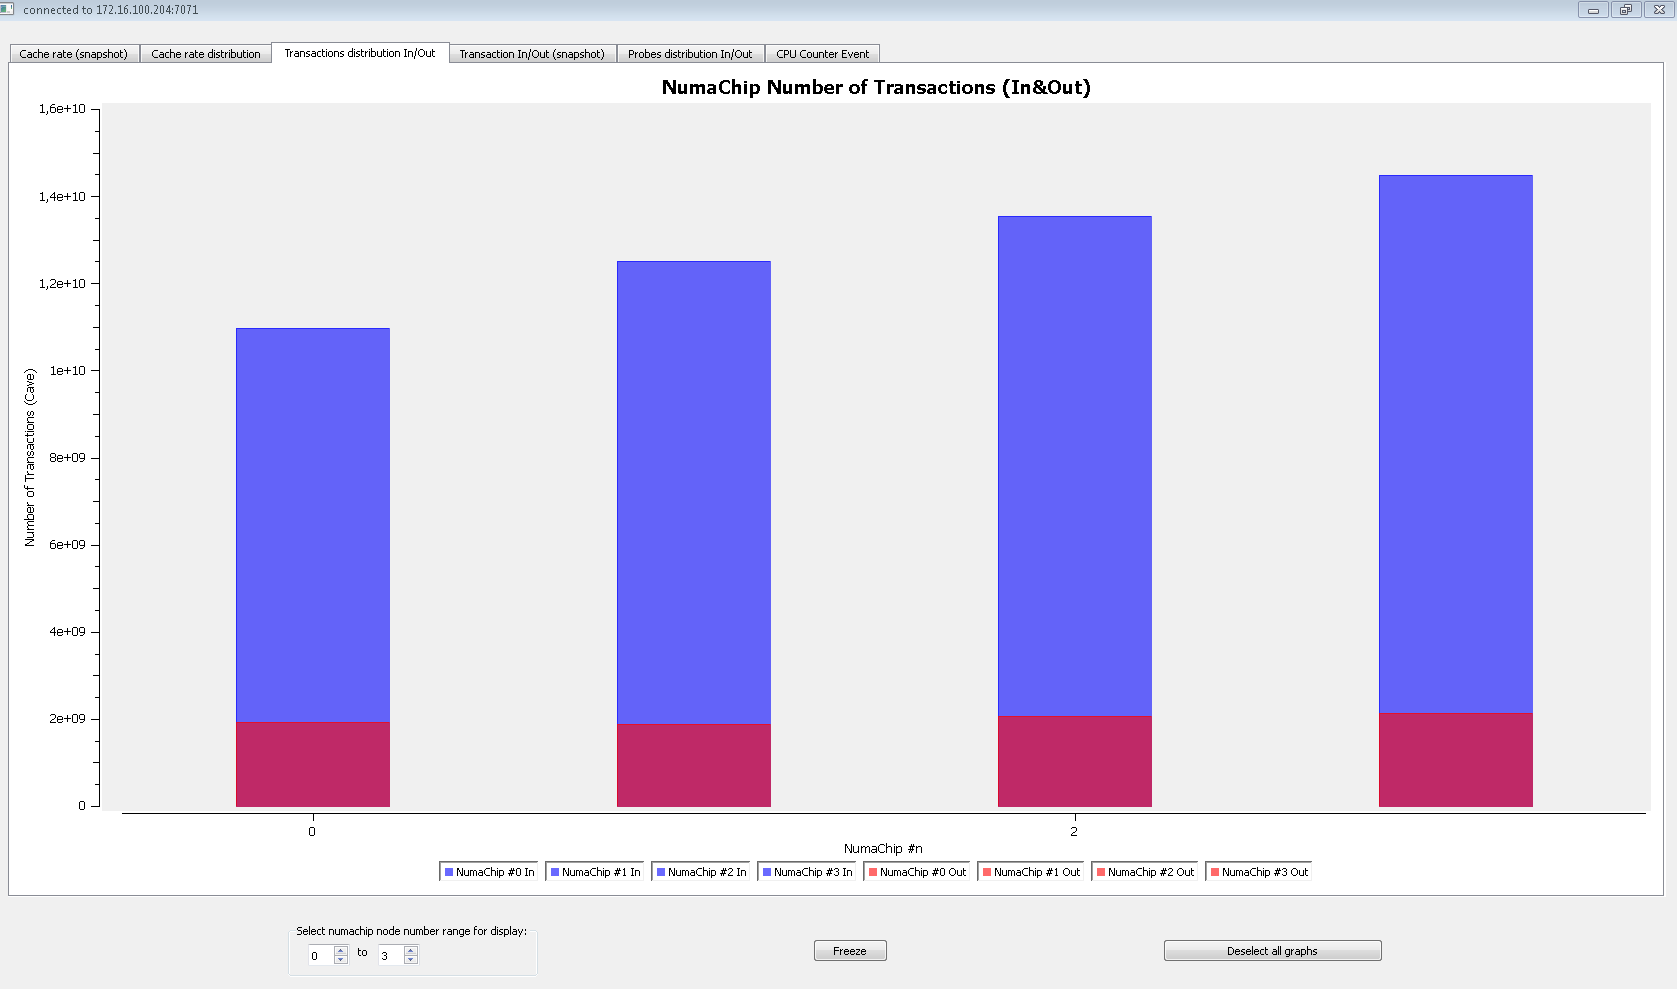 connected to 172.16.100.204:7071
Cache rate (snapshot) Cache rate distribution Transactions distribution In/Out Transaction In/Out (snapshot) Probes distribution In/Out CPU Counter Event
NumaChip Number of Transactions (In&Out)
1,6e+10
1,4e+10
1,2e+10
1e+10
8e+09
6e+09
4e+09
2e+09
0
Number of Transactions (Cave)
0 2
NumaChip #n
NumaChip #0 In NumaChip #1 In NumaChip #2 In NumaChip #3 In NumaChip #0 Out NumaChip #1 Out NumaChip #2 Out NumaChip #3 Out
Select numachip node number range for display:
0 to 3
Freeze
Deselect all graphs